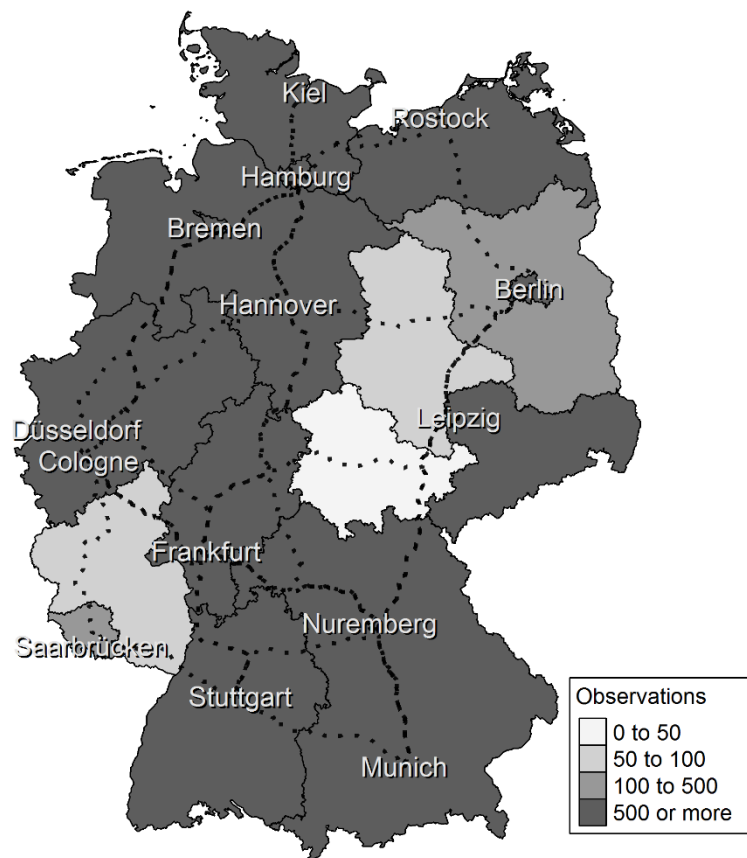 Kiel
Rostock
Hamburg
Bremen
Berlin
Hannover
Leipzig
Düsseldorf
Cologne
Frankfurt
Nuremberg
Saarbrücken
Stuttgart
Munich
Observations
0 to 50
50 to 100
100 to 500
500 or more